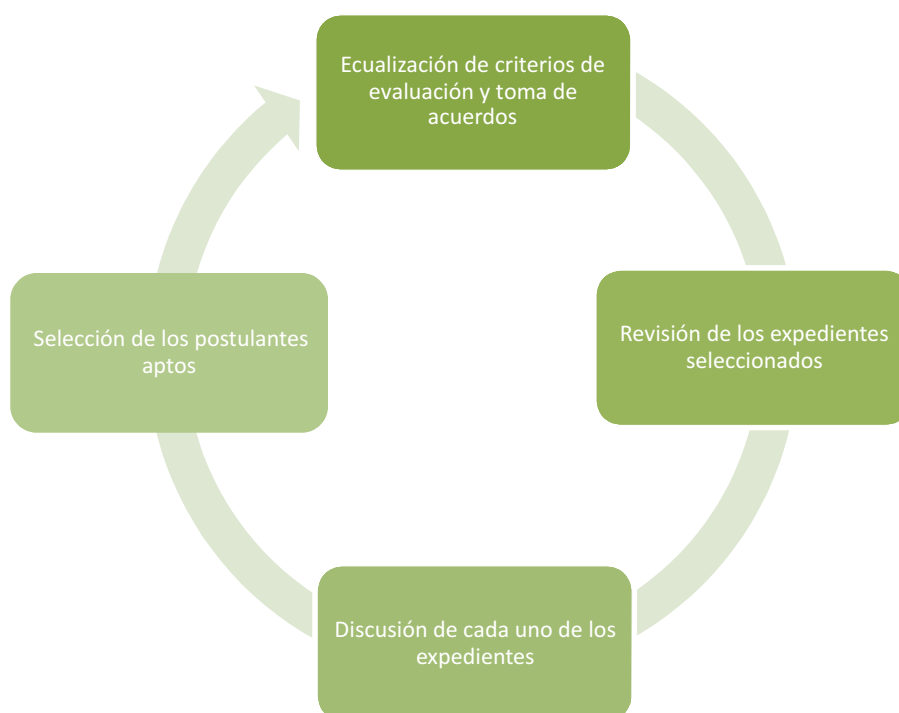 Ecualización de criterios de
evaluación y toma de
acuerdos
Revisión de los expedientes
seleccionados
Discusión de cada uno de los
expedientes
Selección de los postulantes
aptos